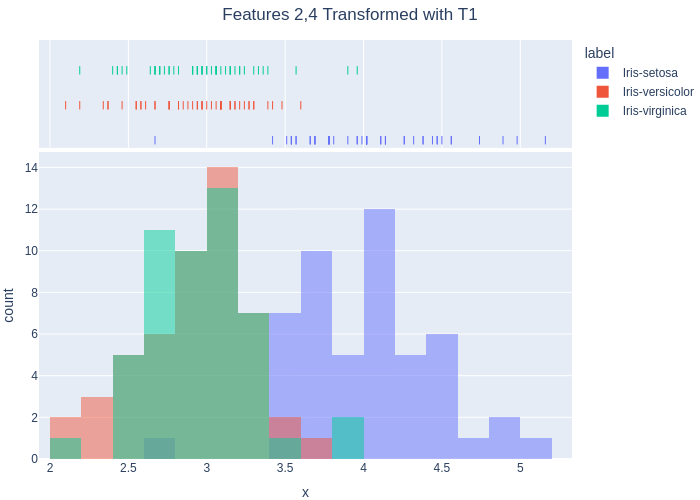 Features 2,4 Transformed with T1
label
Iris-setosa
Iris-versicolor
Iris-virginica
14
12
10
8
6
4
2
0
count
2
2.5
3
3.5
4
4.5
5
x